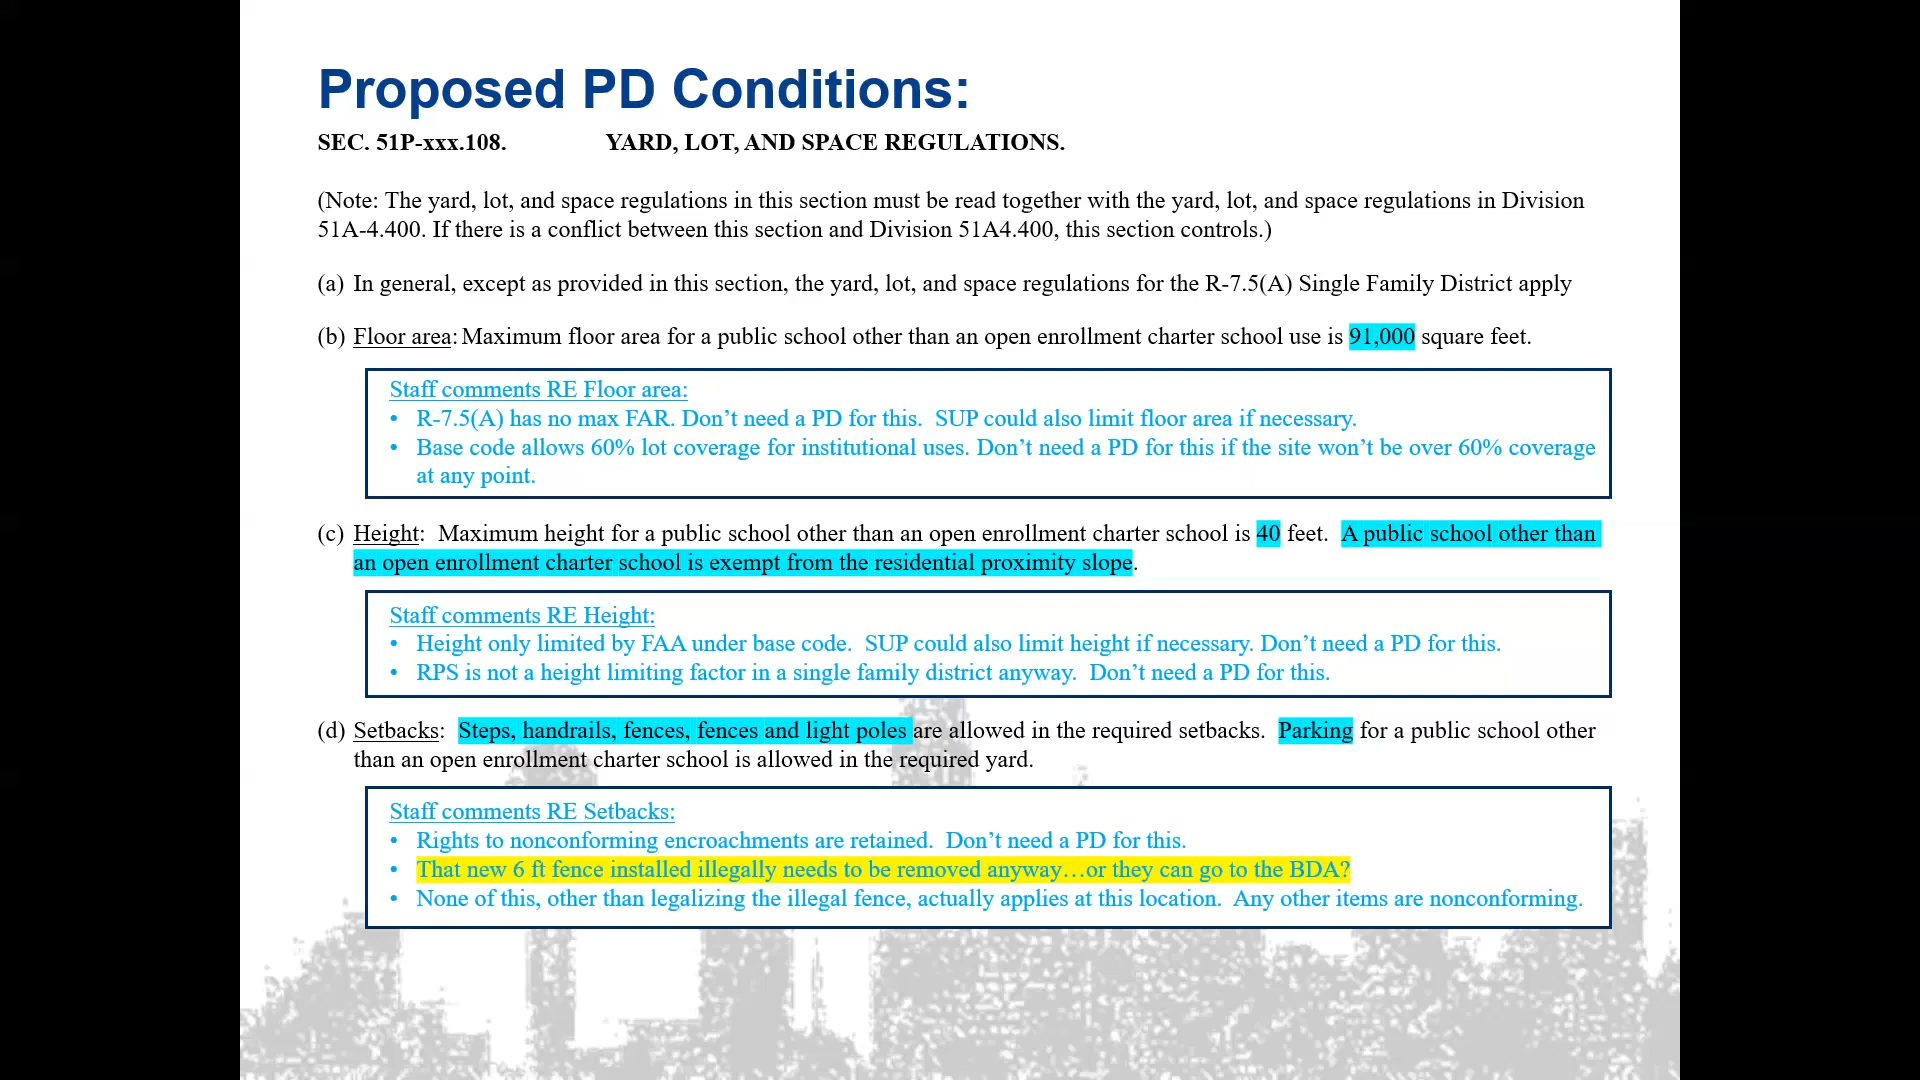 Proposed PD Conditions:
SEC. 51P-xxx.108. YARD, LOT, AND SPACE REGULATIONS.
(Note: The yard, lot, and space regulations in this section must be read together with the yard, lot, and space regulations in Division
51A-4.400. If there is a conflict between this section and Division 51A4.400, this section controls.)
(a) In general, except as provided in this section, the yard, lot, and space regulations for the R-7.5(A) Single Family District apply
(b) Floor area: Maximum floor area for a public school other than an open enrollment charter school use is 91,000 square feet.
Staff comments RE Floor area:
• R-7.5(A) has no max FAR. Don’t need a PD for this. SUP could also limit floor area if necessary.
• Base code allows 60% lot coverage for institutional uses. Don’t need a PD for this if the site won’t be over 60% coverage
at any point.
(c) Height: Maximum height for a public school other than an open enrollment charter school is 40 feet. A public school other than
an open enrollment charter school is exempt from the residential proximity slope.
Staff comments RE Height:
• Height only limited by FAA under base code. SUP could also limit height if necessary. Don’t need a PD for this.
• RPS is not a height limiting factor in a single family district anyway. Don’t need a PD for this.
(d) Setbacks: Steps, handrails, fences, fences and light poles are allowed in the required setbacks. Parking for a public school other
than an open enrollment charter school is allowed in the required yard.
Staff comments RE Setbacks:
• Rights to nonconforming encroachments are retained. Don’t need a PD for this.
• That new 6 ft fence installed illegally needs to be removed anyway…or they can go to the BDA?
• None of this, other than legalizing the illegal fence, actually applies at this location. Any other items are nonconforming.